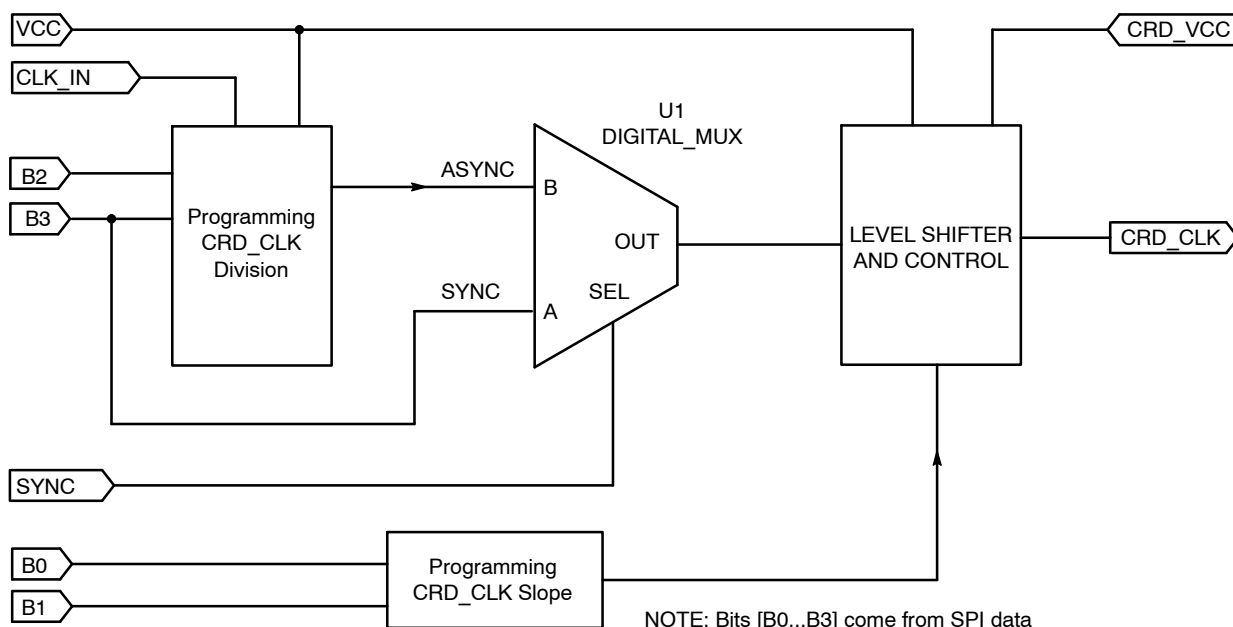 VCC
CRD_VCC
CLK_IN
U1
DIGITAL_MUX
B2
ASYNC
B
B3
Programming
CRD_CLK
Division
OUT
LEVEL SHIFTER
AND CONTROL
CRD_CLK
SYNC
SEL
A
SYNC
B0
Programming
CRD_CLK Slope
B1
NOTE: Bits [B0...B3] come from SPI data